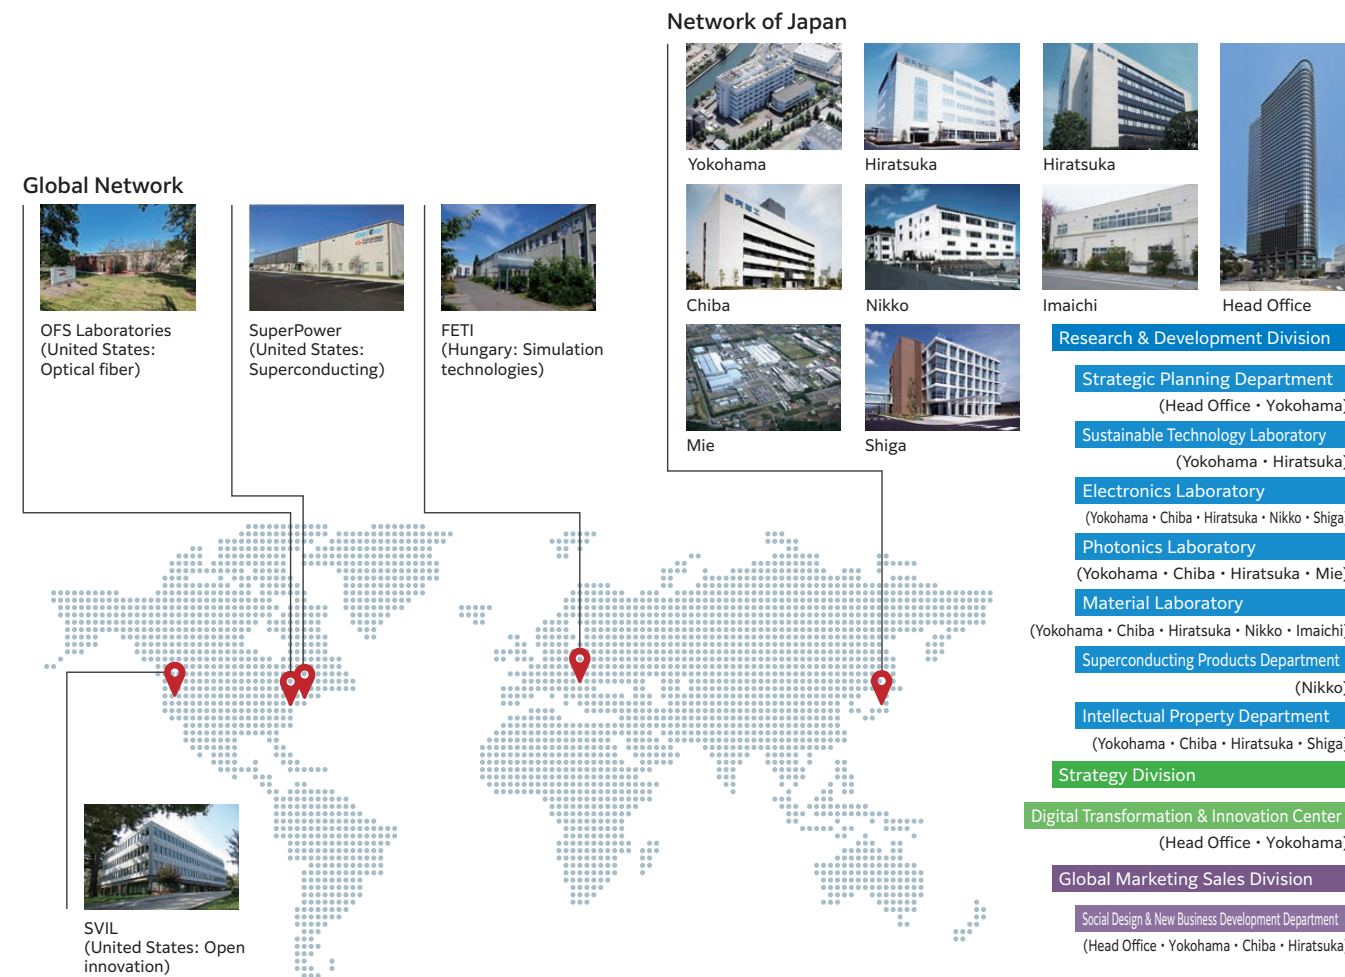 Network of Japan
Yokohama
Hiratsuka
Hiratsuka
Global Network
Chiba
Nikko
Imaichi
Head Office
OFS Laboratories
(United States:
Optical fiber)
SuperPower
(United States:
Superconducting)
FETI
(Hungary: Simulation
technologies)
Mie
Shiga
Research & Development Division
Strategic Planning Department
(Head Office・Yokohama)
Sustainable Technology Laboratory
(Yokohama・Hiratsuka)
Electronics Laboratory
(Yokohama・Chiba・Hiratsuka・Nikko・Shiga)
Photonics Laboratory
(Yokohama・Chiba・Hiratsuka・Mie)
Material Laboratory
(Yokohama・Chiba・Hiratsuka・Nikko・Imaichi)
Superconducting Products Department
(Nikko)
Intellectual Property Department
(Yokohama・Chiba・Hiratsuka・Shiga)
Strategy Division
Digital Transformation & Innovation Center
(Head Office・Yokohama)
Global Marketing Sales Division
Social Design & New Business Development Department
(Head Office・Yokohama・Chiba・Hiratsuka)
SVIL
(United States: Open
innovation)